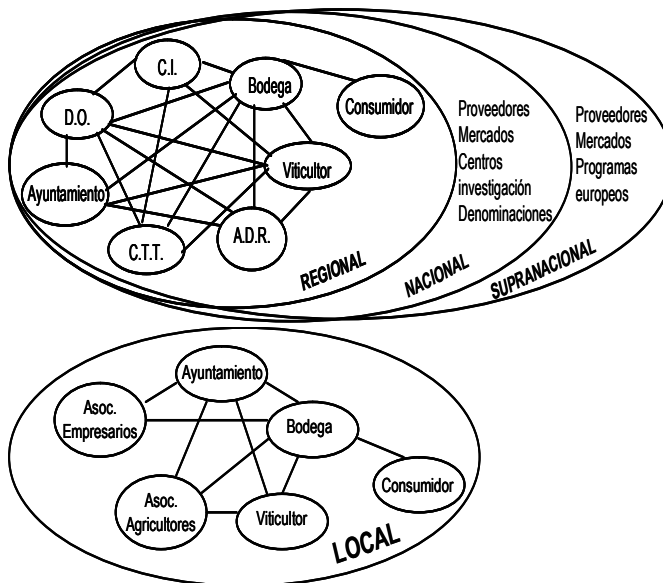 C.I.
Bodega
D.O.
Consumidor
Viticultor
Ayuntamiento
C.T.T.
A.D.R.
REGIONAL
Proveedores
Mercados
Centros
investigación
Denominaciones
NACIONAL
Proveedores
Mercados
Programas
europeos
SUPRANACIONAL
Ayuntamiento
Asoc.
Empresarios
Bodega
Consumidor
Asoc.
Agricultores
Viticultor
LOCAL